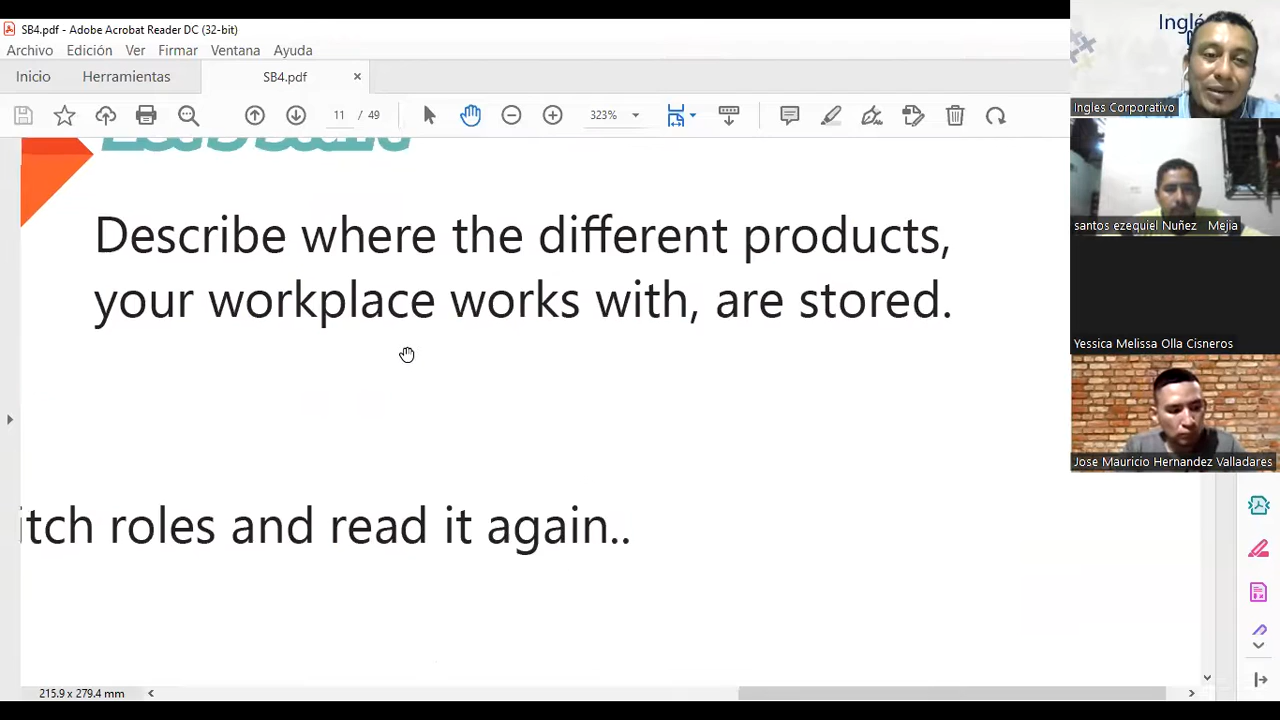 SB4.pdf - Adobe Acrobat Reader DC (32-bit)
Archivo Edición Ver Firmar Ventana Ayuda
Inicio Herramientas SB4.pdf ×
11 / 49 323%
Describe where the different products,
your workplace works with, are stored.
itch roles and read it again..
215.9 x 279.4 mm
Inglé
Ingles Corporativo
santos ezequiel Nuñez Mejia
Yessica Melissa Olla Cisneros
Jose Mauricio Hernandez Valladares